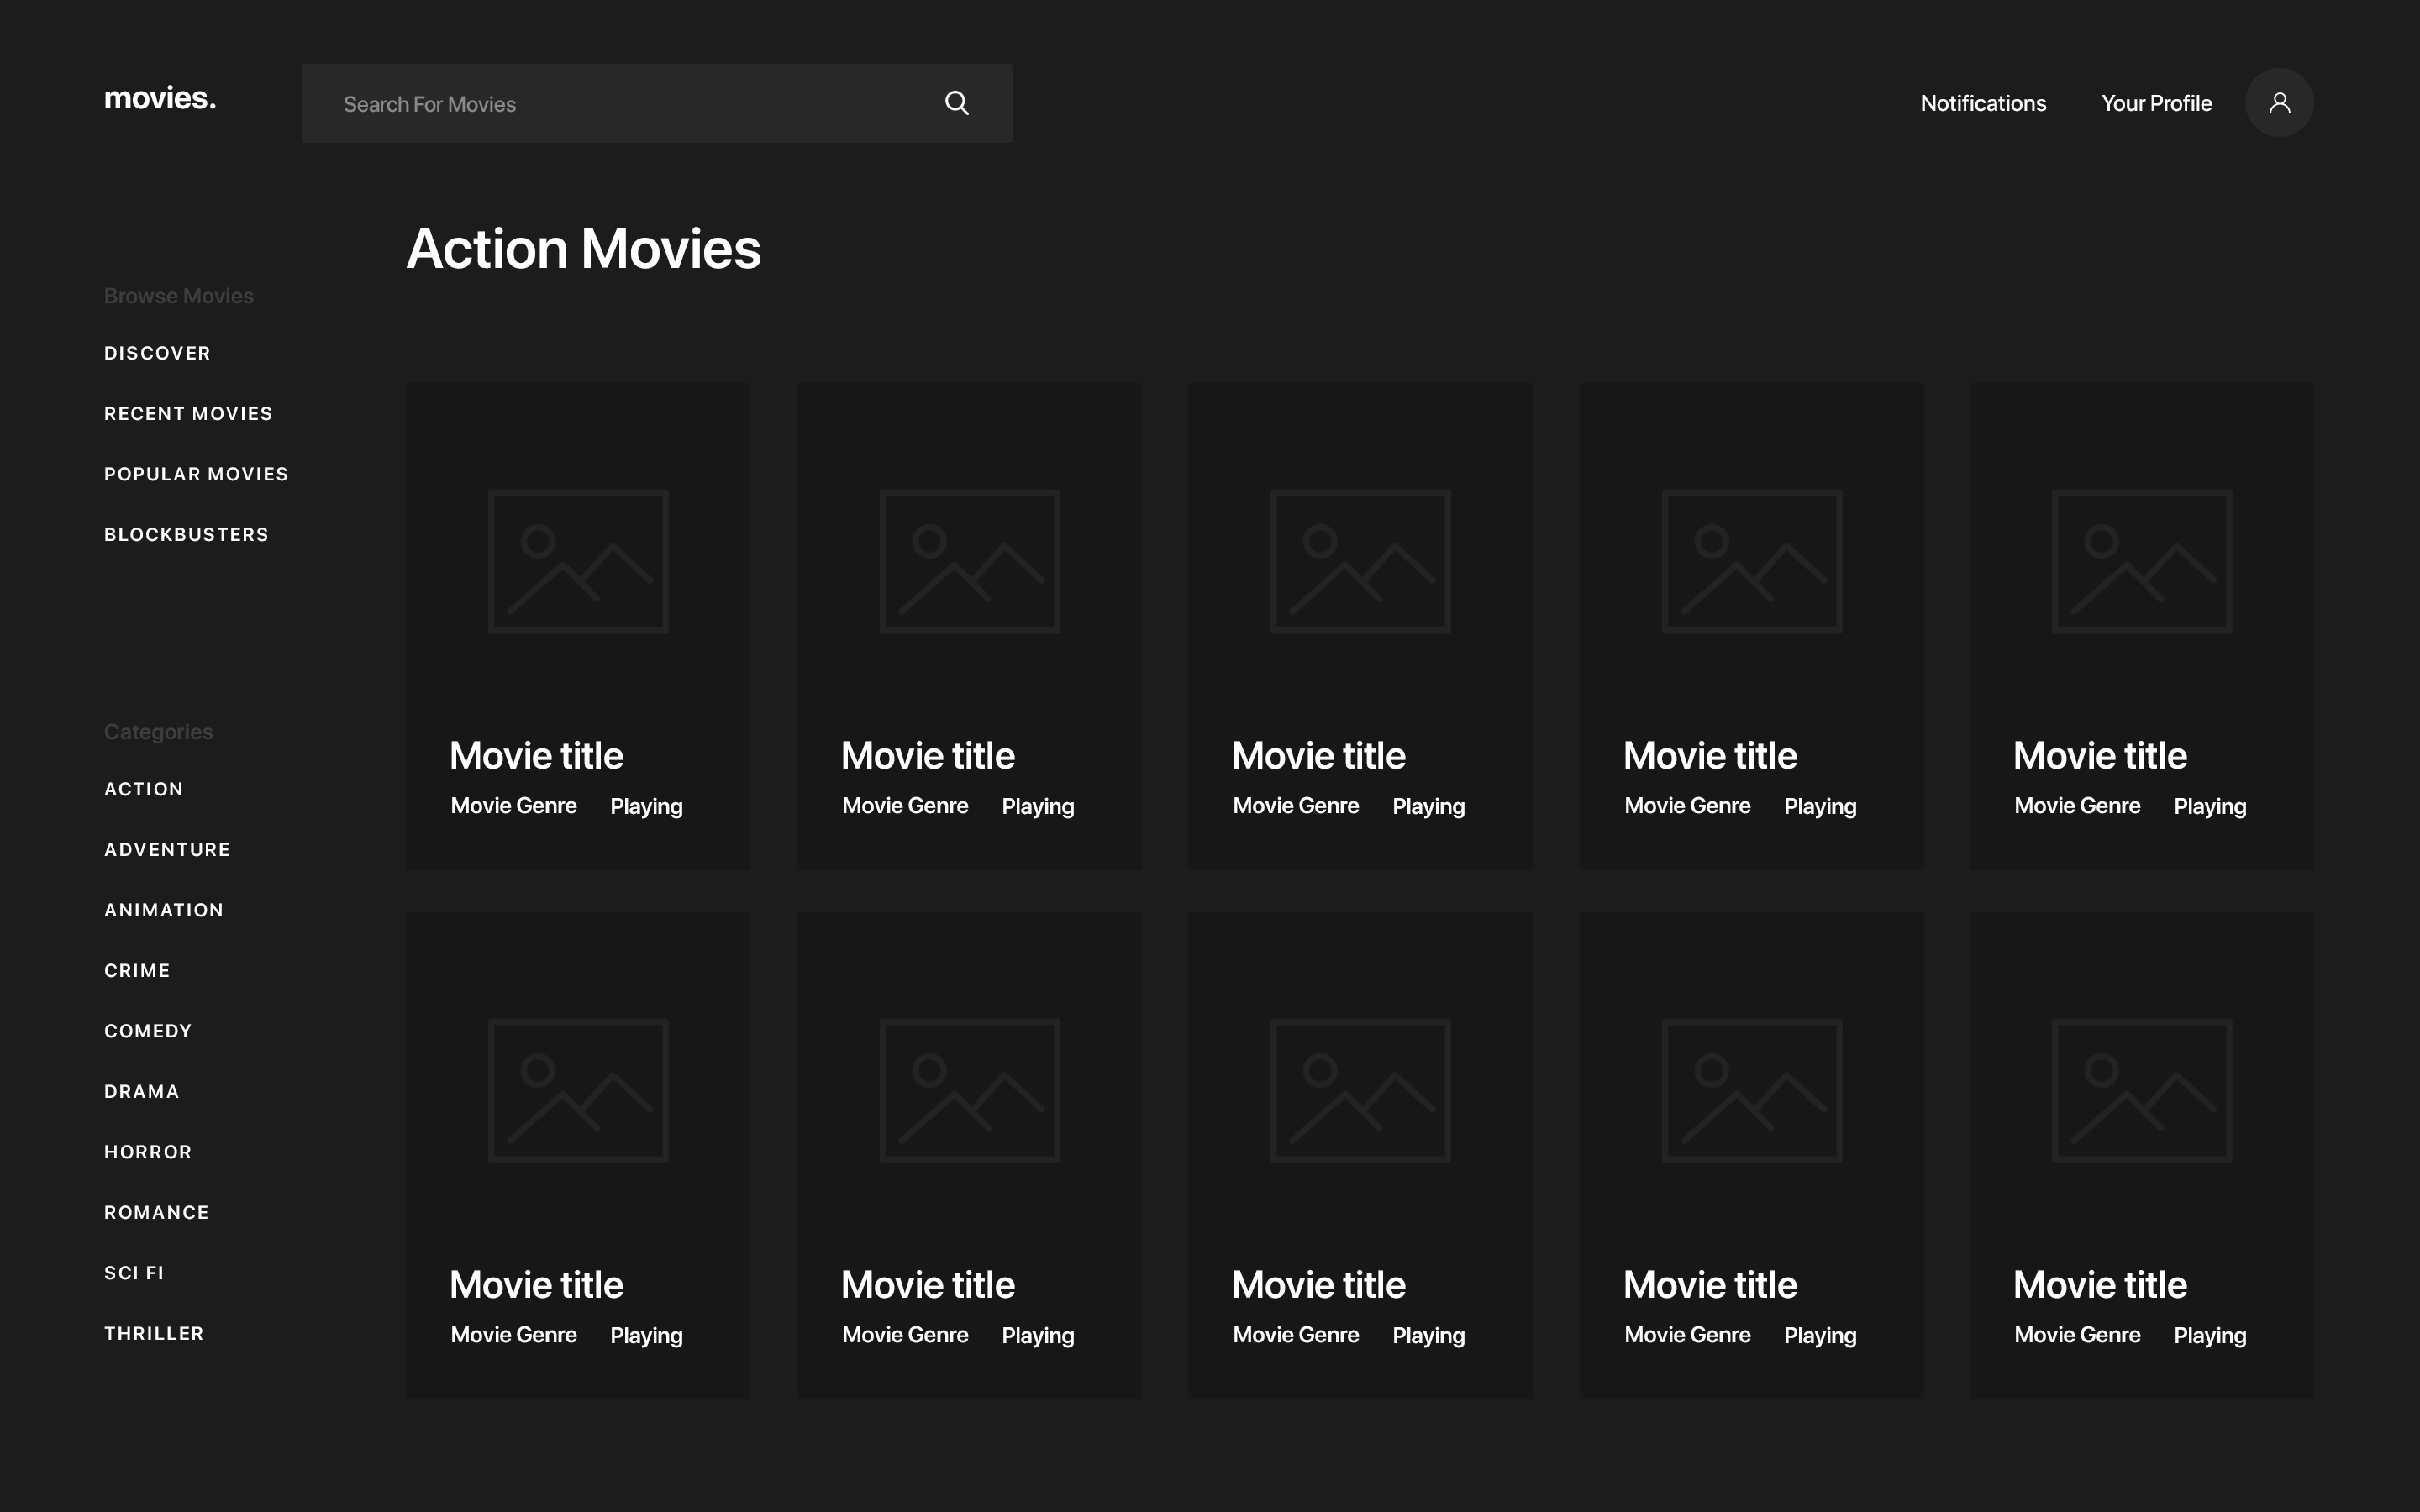 movies.
Search For Movies
Notifications
Your Profile
Action Movies
Browse Movies
DISCOVER
RECENT MOVIES
POPULAR MOVIES
BLOCKBUSTERS
Categories
ACTION
ADVENTURE
ANIMATION
CRIME
COMEDY
DRAMA
HORROR
ROMANCE
SCI FI
THRILLER
Movie title
Movie Genre Playing
Movie title
Movie Genre Playing
Movie title
Movie Genre Playing
Movie title
Movie Genre Playing
Movie title
Movie Genre Playing
Movie title
Movie Genre Playing
Movie title
Movie Genre Playing
Movie title
Movie Genre Playing
Movie title
Movie Genre Playing
Movie title
Movie Genre Playing